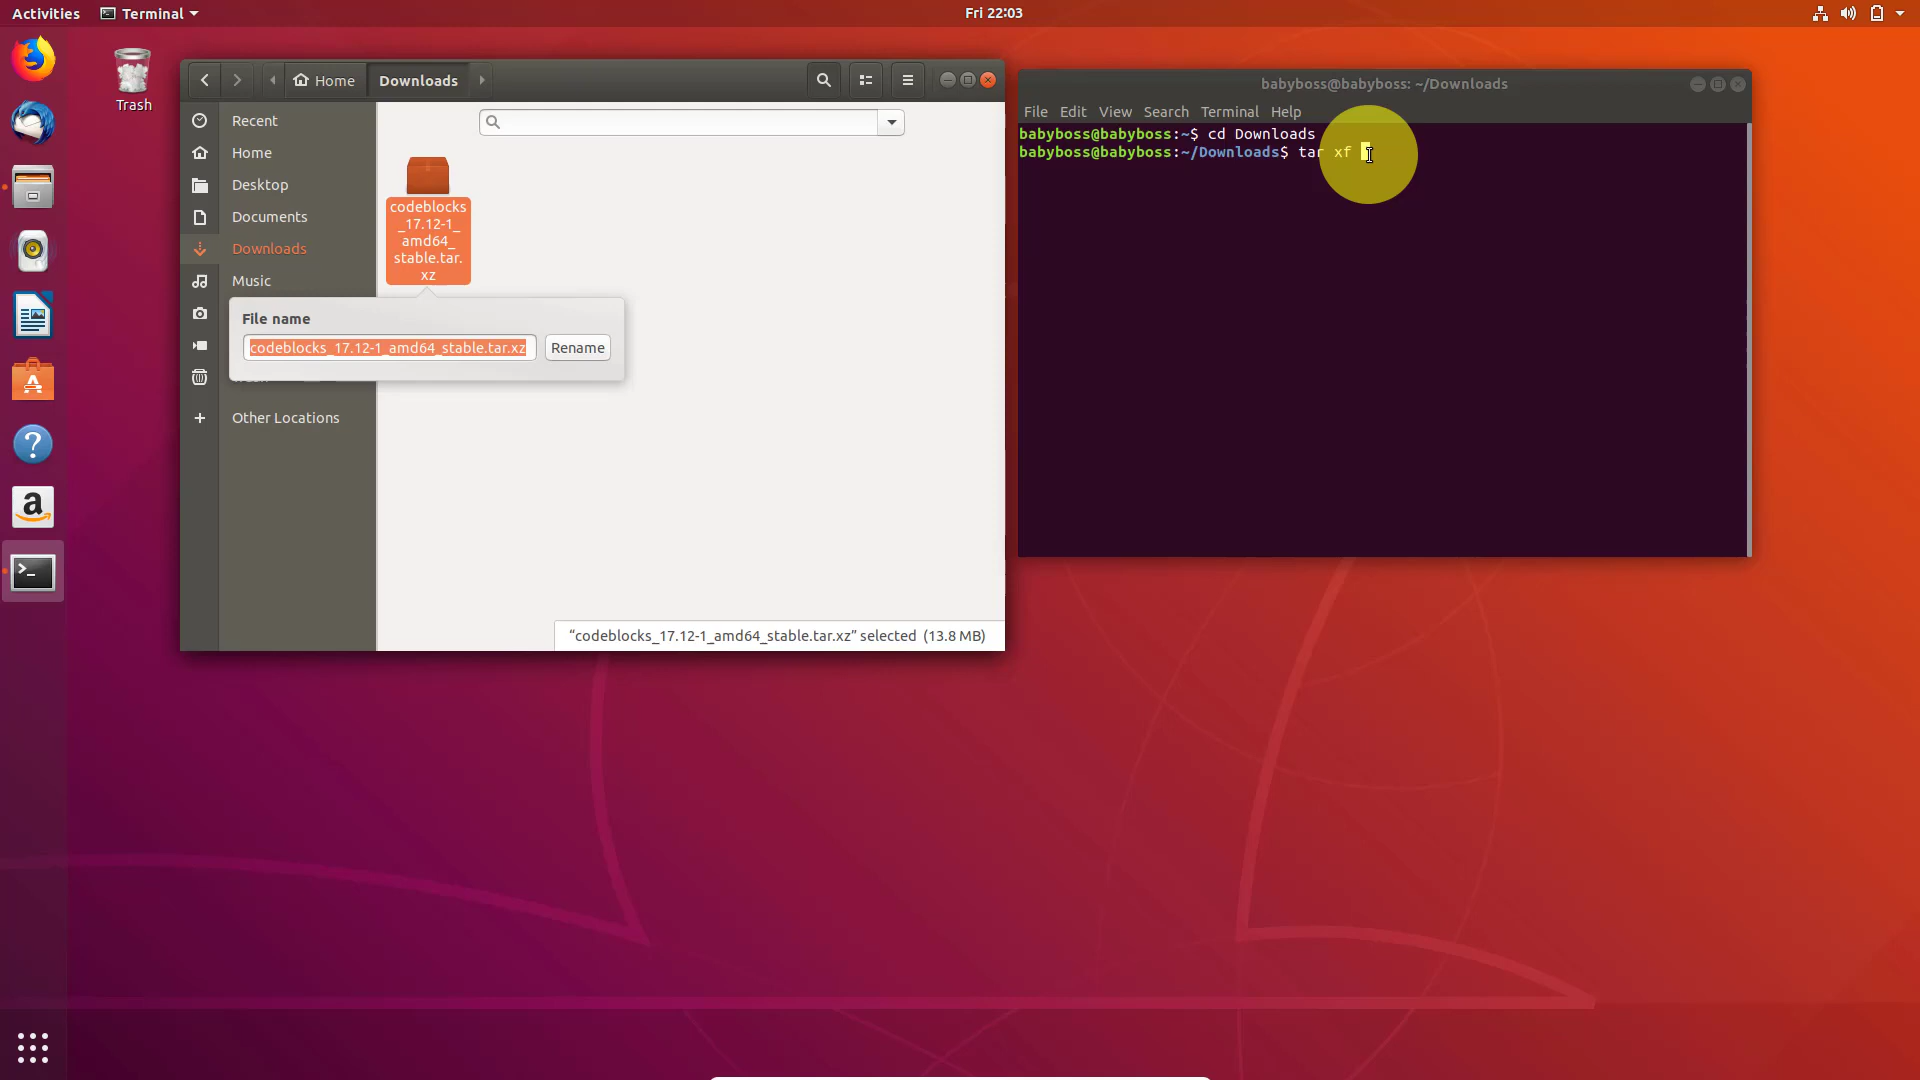 Activities
Terminal
Fri 22:03
Trash
Home
Downloads
Recent
Home
Desktop
Documents
Downloads
Music
Other Locations
codeblocks
_17.12-1_
amd64_
stable.tar.
xz
File name
codeblocks_17.12-1_amd64_stable.tar.xz
Rename
“codeblocks_17.12-1_amd64_stable.tar.xz” selected (13.8 MB)
babyboss@babyboss: ~/Downloads
File Edit View Search Terminal Help
babyboss@babyboss:~$ cd Downloads
babyboss@babyboss:~/Downloads$ tar xf